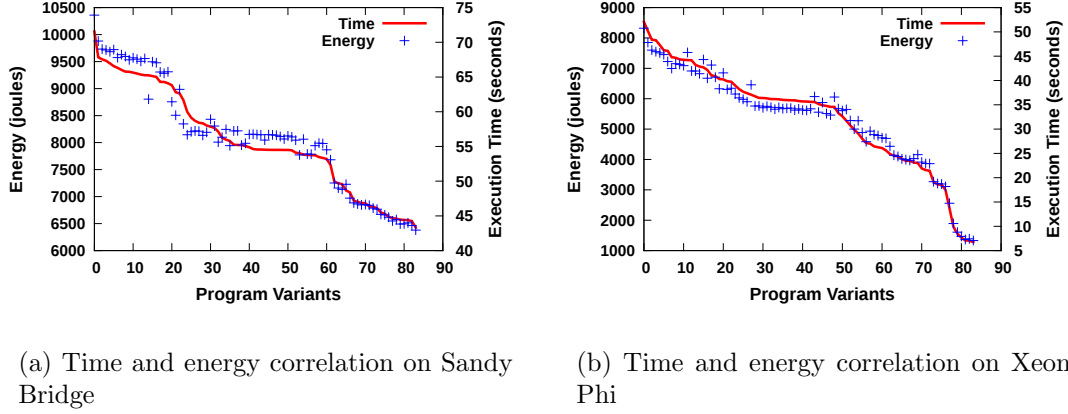 10500
10000
9500
9000
8500
8000
7500
7000
6500
6000
Energy (joules)
75
70
65
60
55
50
45
40
Execution Time (seconds)
Time
Energy
0 10 20 30 40 50 60 70 80 90
Program Variants
9000
8000
7000
6000
5000
4000
3000
2000
1000
Energy (joules)
55
50
45
40
35
30
25
20
15
10
5
Execution Time (seconds)
Time
Energy
0 10 20 30 40 50 60 70 80 90
Program Variants
(a) Time and energy correlation on Sandy
Bridge
(b) Time and energy correlation on Xeon
Phi